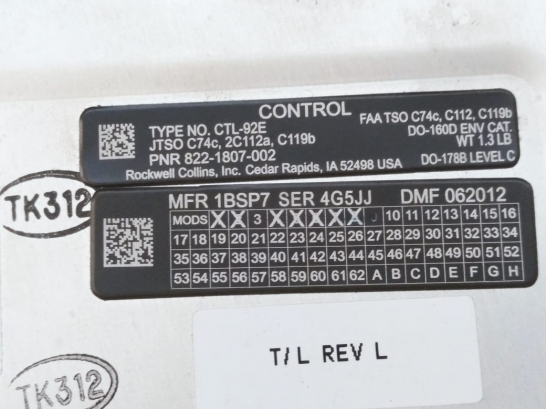 CONTROL
TYPE NO. CTL-92E
FAA TSO C74c, C112, C119b
JTSO C74c, 2C112a, C119b
DO-160D ENV CAT.
PNR 822-1807-002
WT 1.3 LB
Rockwell Collins, Inc. Cedar Rapids, IA 52498 USA
DO-178B LEVEL C
TK312
MFR 1BSP7 SER 4G5JJ DMF 062012
MODS X X 3 X X X X X J 10 11 12 13 14 15 16
17 18 19 20 21 22 23 24 25 26 27 28 29 30 31 32 33 34
35 36 37 38 39 40 41 42 43 44 45 46 47 48 49 50 51 52
53 54 55 56 57 58 59 60 61 62 A B C D E F G H
T/L REV L
TK312